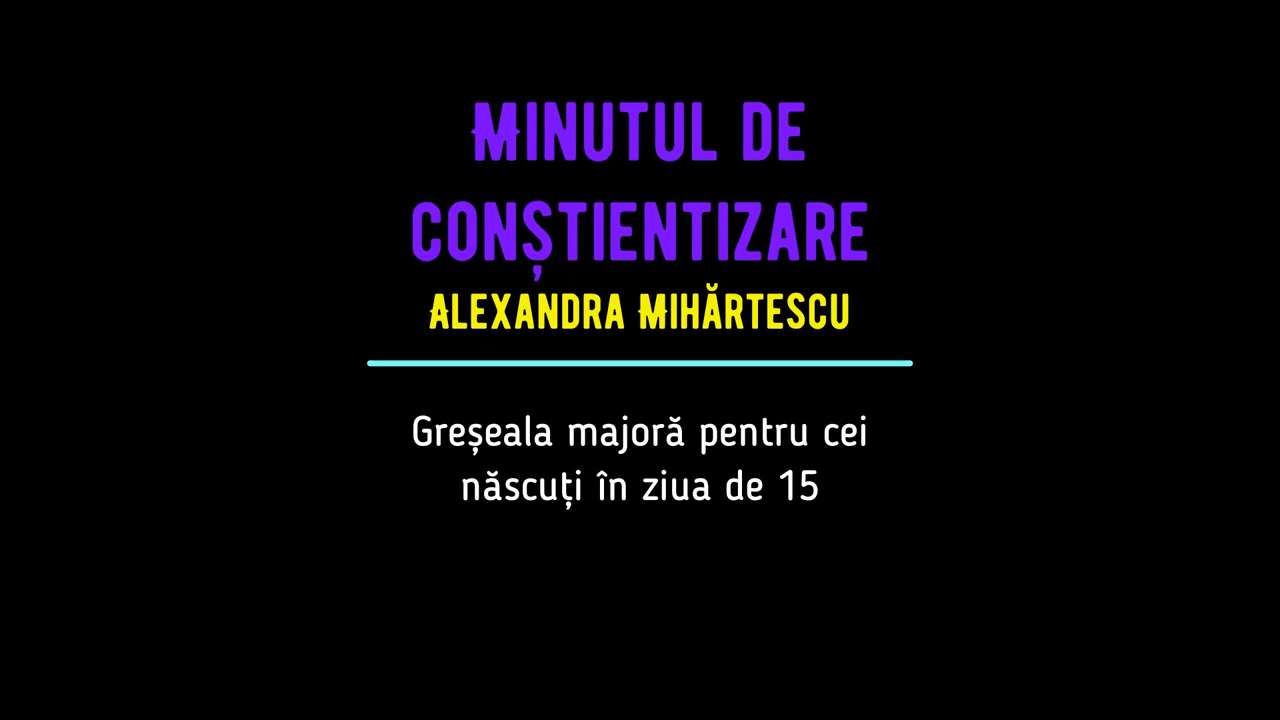 Minutul de
conștientizare
Alexandra Mihărtescu
Greșeala majoră pentru cei
născuți în ziua de 15